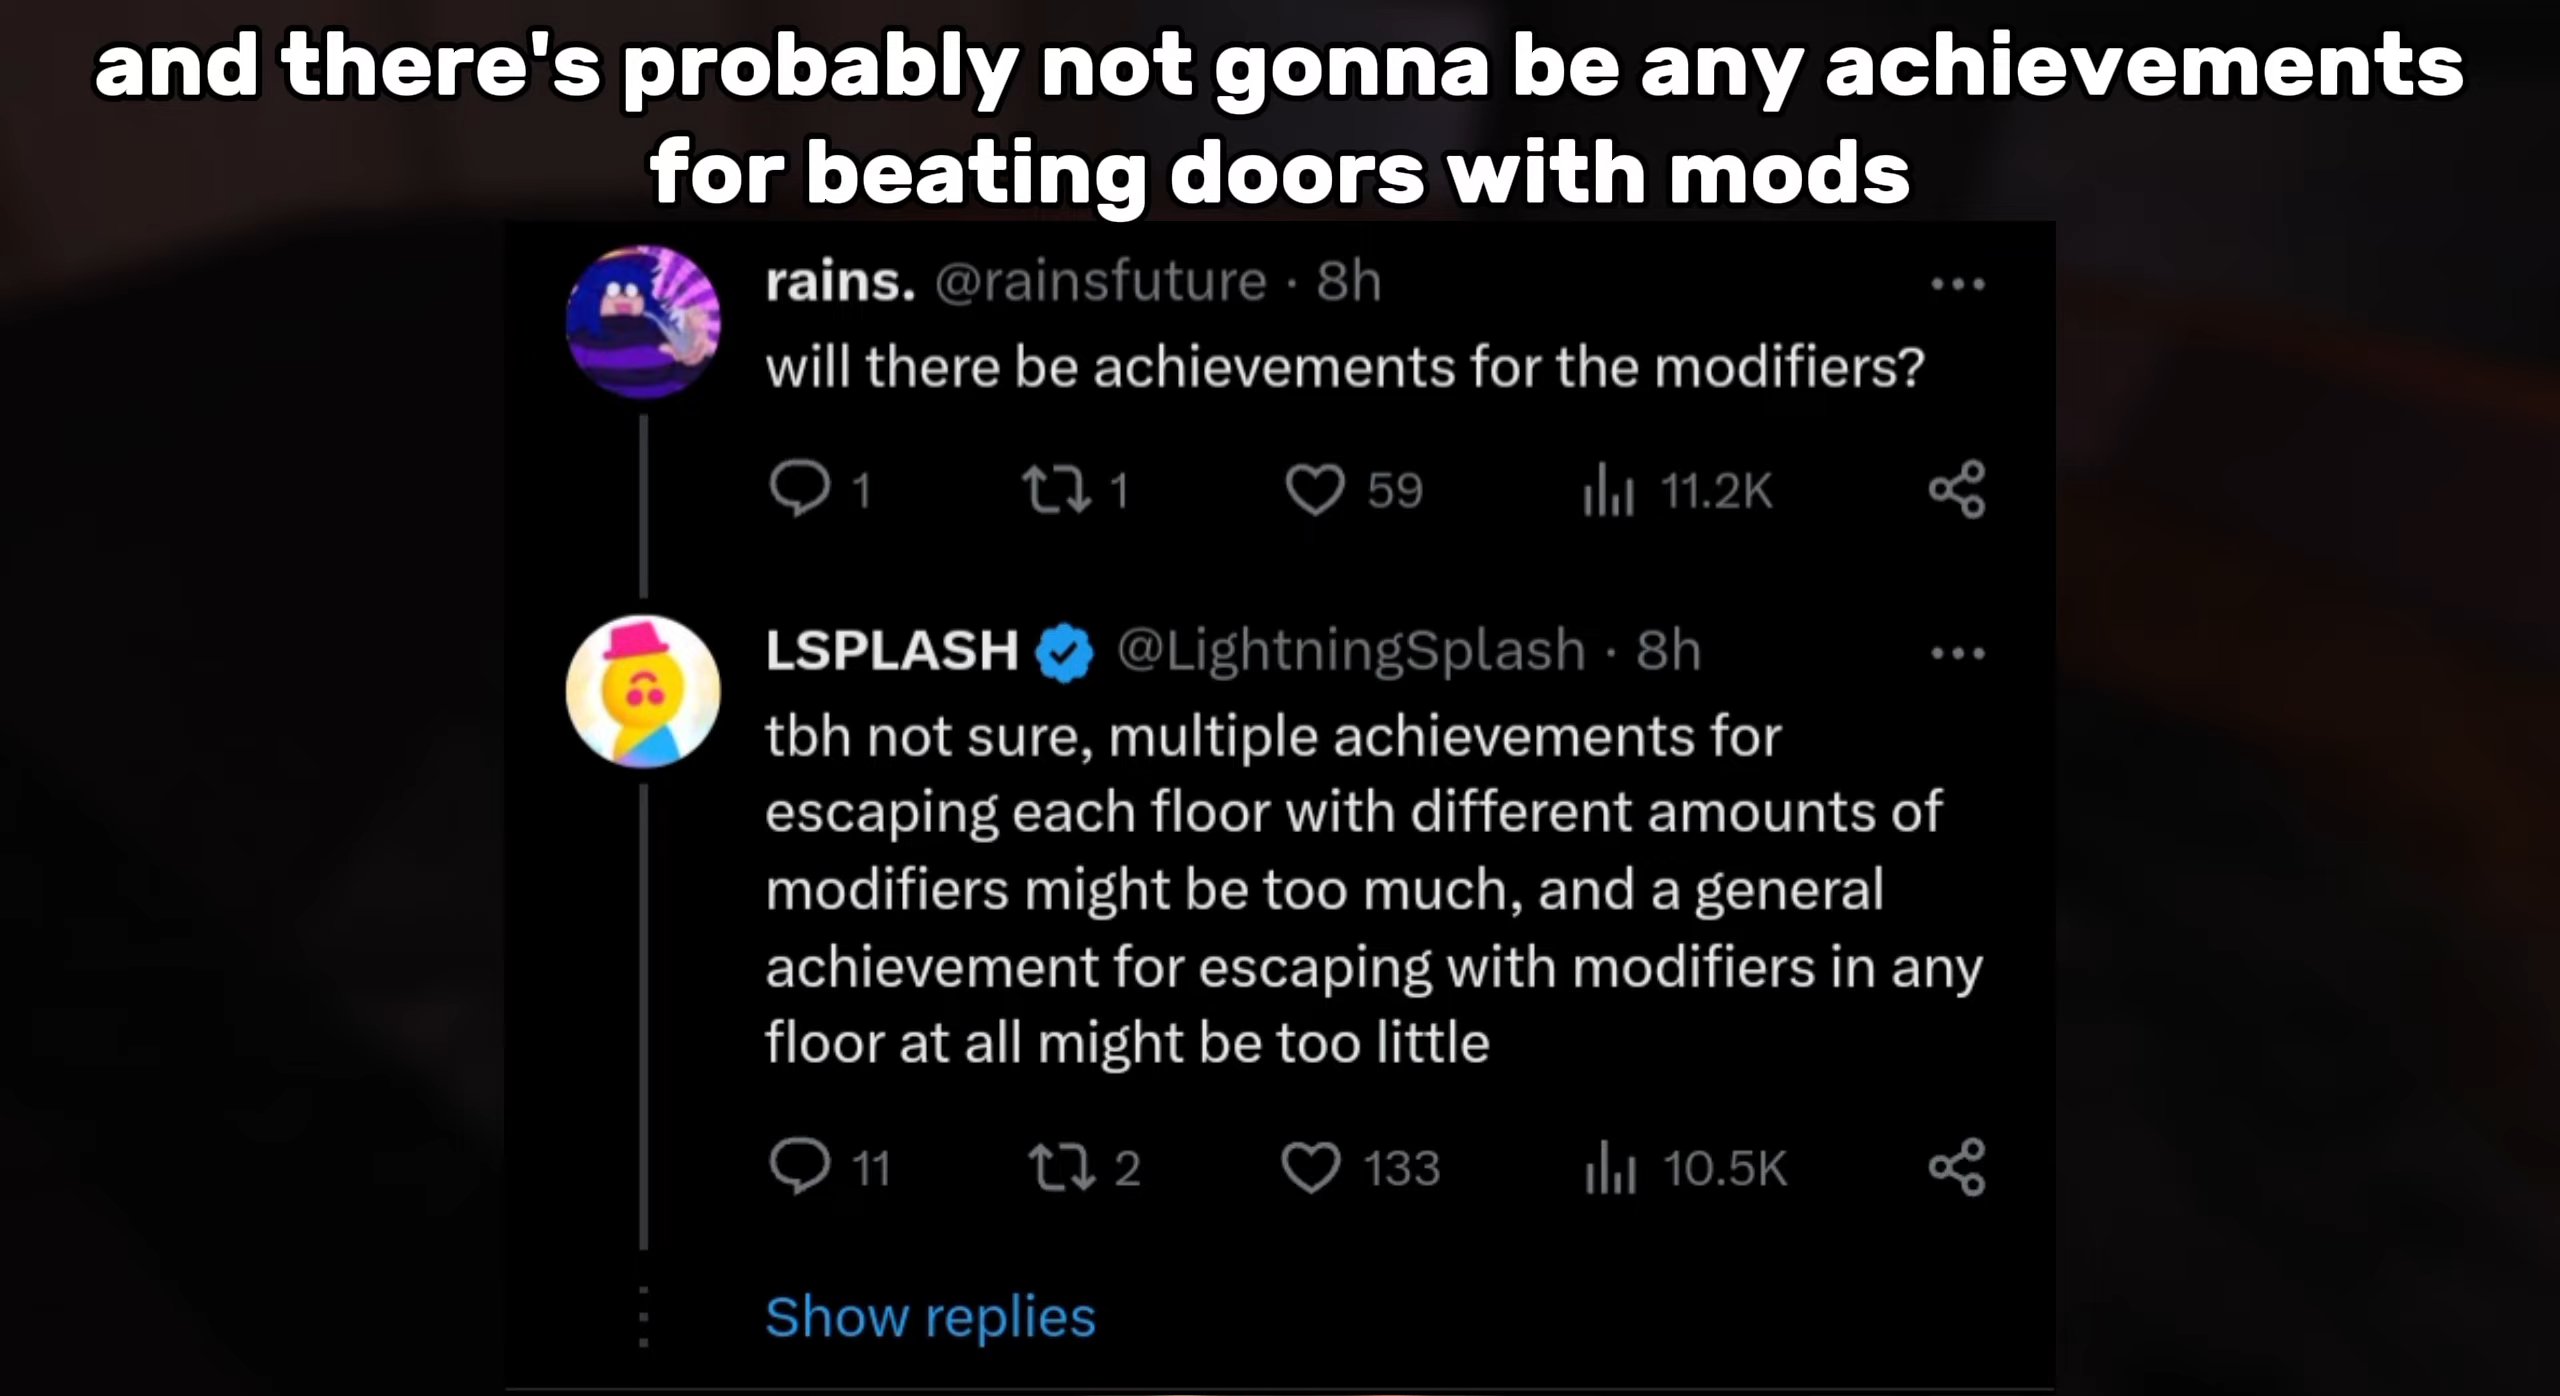 and there's probably not gonna be any achievements
for beating doors with mods
rains. @rainsfuture · 8h
will there be achievements for the modifiers?
1 1 59 11.2K
LSPLASH @LightningSplash · 8h
tbh not sure, multiple achievements for
escaping each floor with different amounts of
modifiers might be too much, and a general
achievement for escaping with modifiers in any
floor at all might be too little
11 2 133 10.5K
Show replies